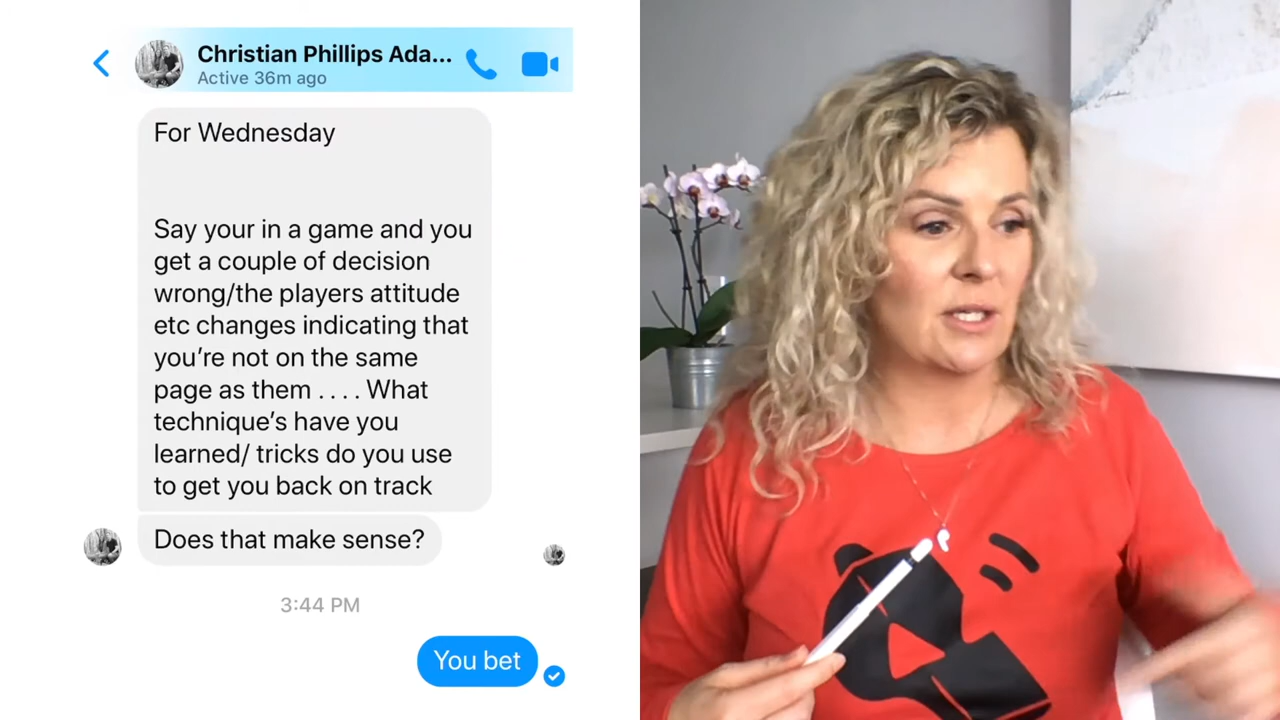 Christian Phillips Ada...
Active 36m ago
For Wednesday
Say your in a game and you
get a couple of decision
wrong/the players attitude
etc changes indicating that
you’re not on the same
page as them . . . . What
technique’s have you
learned/ tricks do you use
to get you back on track
Does that make sense?
3:44 PM
You bet